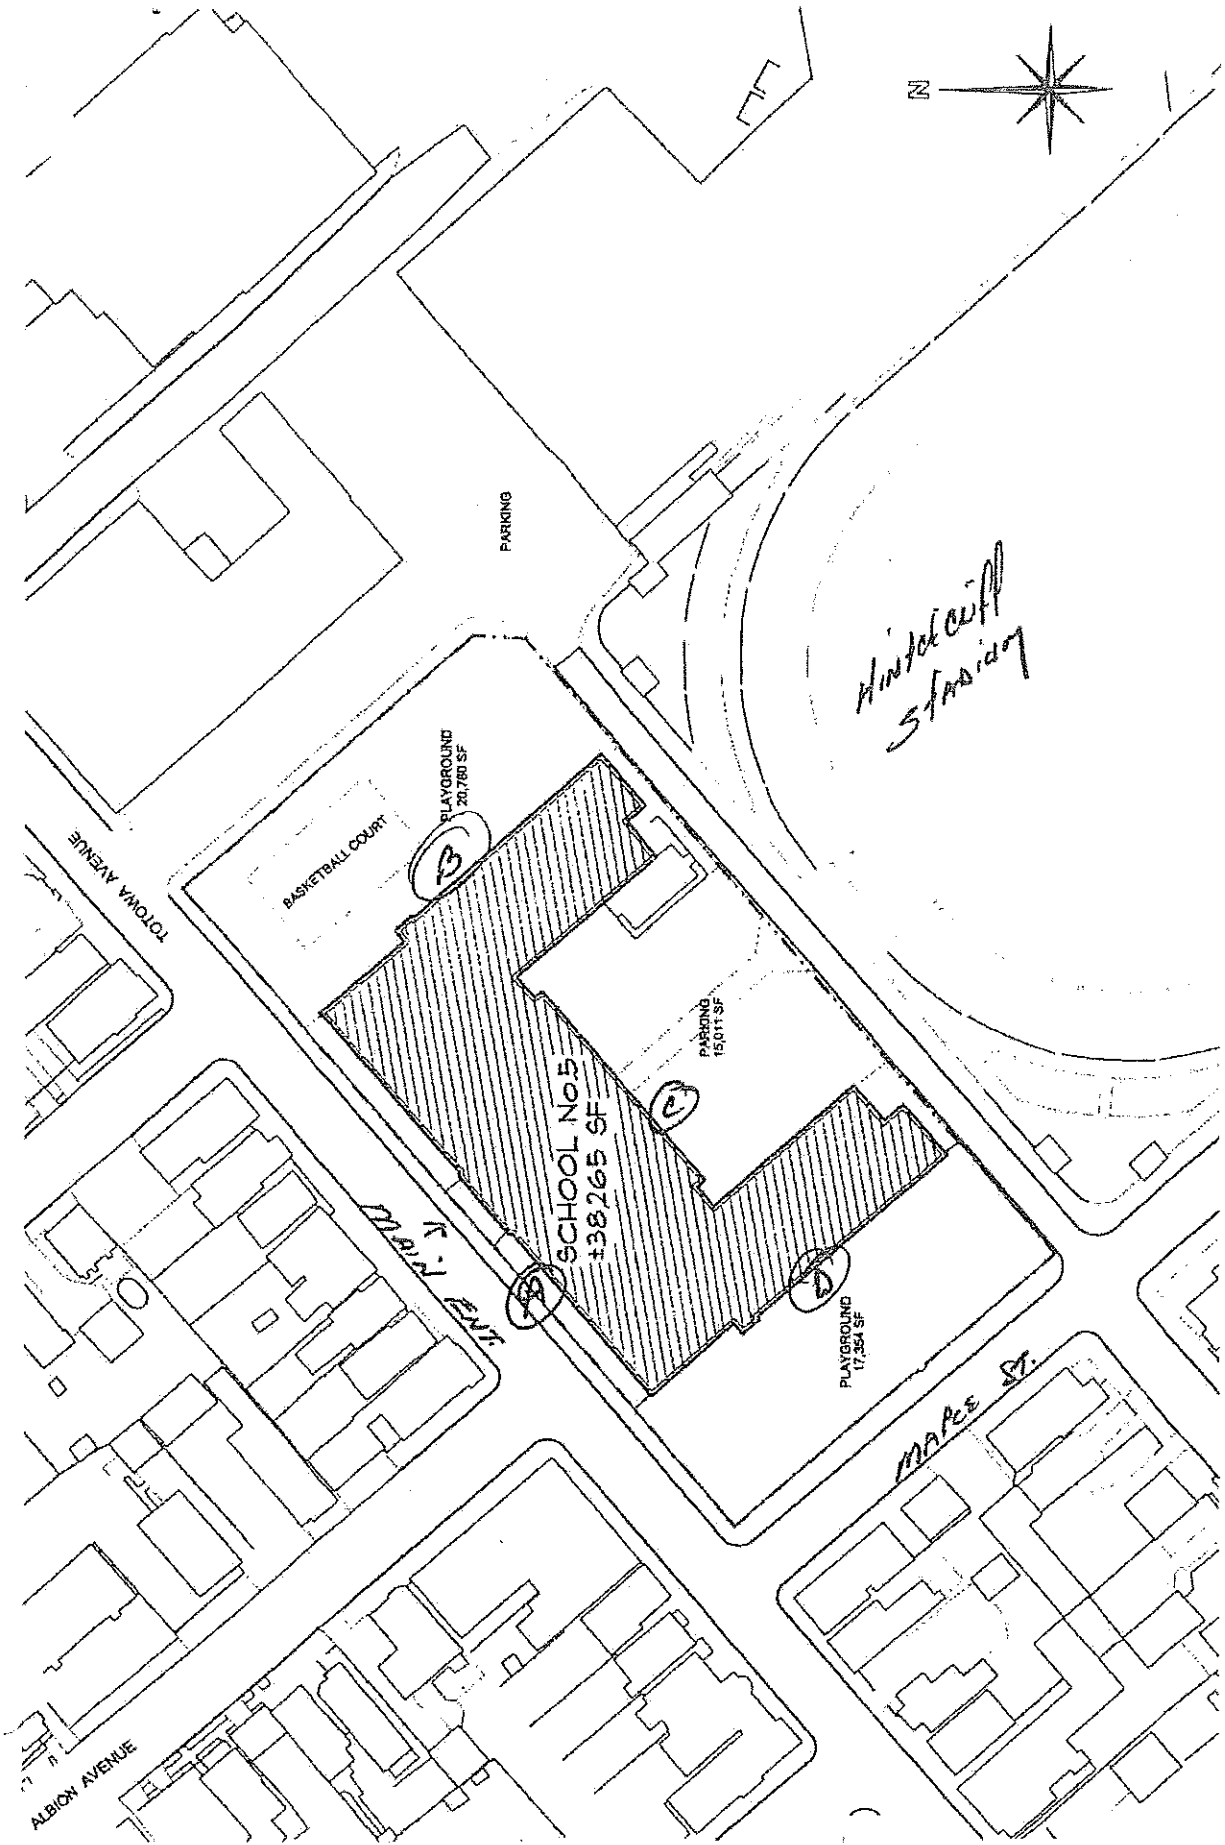 N
PARKING
Hinchcliff
Stadium
TOTOWA AVENUE
BASKETBALL COURT
PLAYGROUND
20,760 SF
B
PARKING
15,011 SF
C
SCHOOL No.5
±38,265 SF
MAIN.
ENT.
D
PLAYGROUND
17,354 SF
MAPLE ST.
ALBION AVENUE